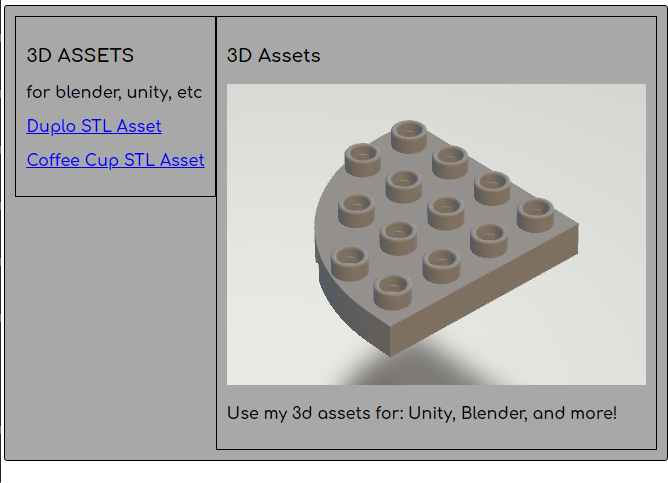 3D ASSETS
for blender, unity, etc
Duplo STL Asset
Coffee Cup STL Asset
3D Assets
Use my 3d assets for: Unity, Blender, and more!